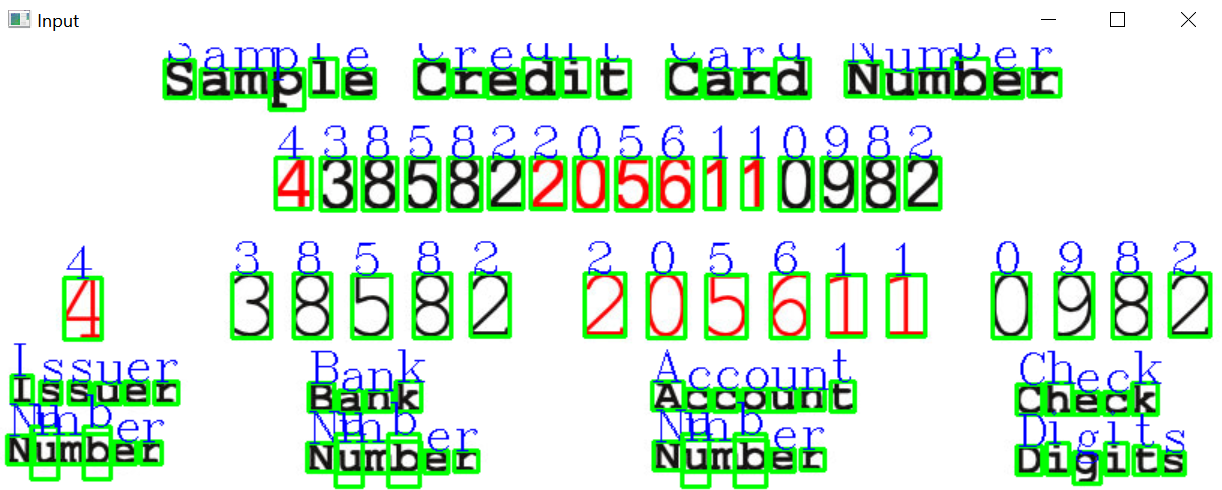 Input
Sample Credit Card Number
Sample Credit Card Number
4 3 8 5 8 2 2 0 5 6 1 1 0 9 8 2
4385822056110982
4 3 8 5 8 2 2 0 5 6 1 1 0 9 8 2
4 38582 205611 0982
Issuer Bank Account Check
Issuer Bank Account Check
Number Number Number Digits
Number Number Number Digits